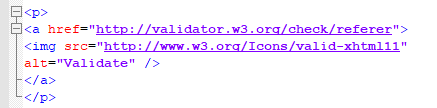 <p>
<a href="http://validator.w3.org/check/referer">
<img src="http://www.w3.org/Icons/valid-xhtml11"
alt="Validate" />
</a>
</p>